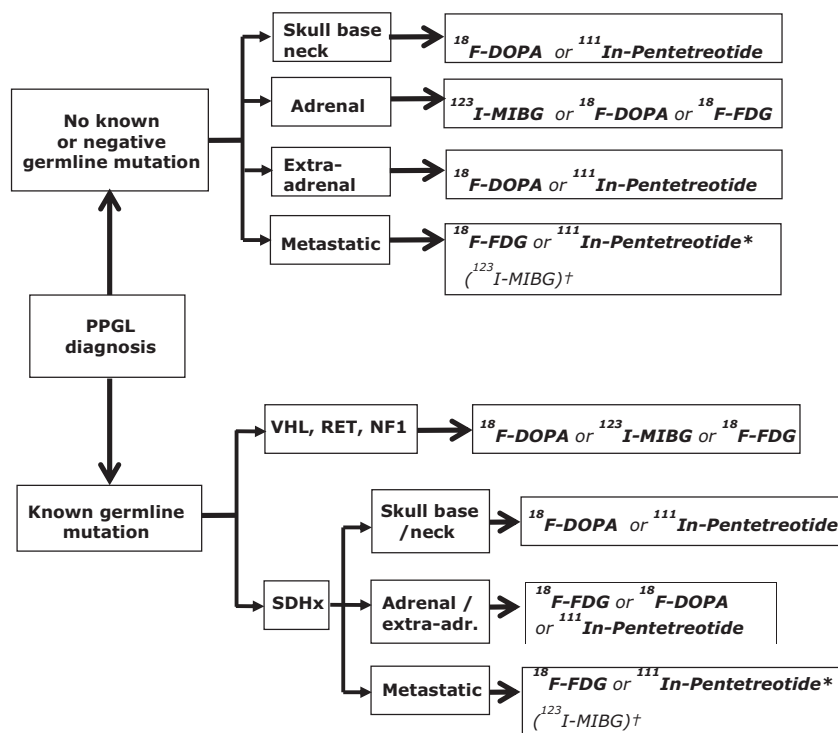 Skull base
neck
¹⁸F-DOPA or ¹¹¹In-Pentetreotide
Adrenal
¹²³I-MIBG or ¹⁸F-DOPA or ¹⁸F-FDG
No known
or negative
germline mutation
Extra-
adrenal
¹⁸F-DOPA or ¹¹¹In-Pentetreotide
Metastatic
¹⁸F-FDG or ¹¹¹In-Pentetreotide*
(¹²³I-MIBG)†
PPGL
diagnosis
VHL, RET, NF1
¹⁸F-DOPA or ¹²³I-MIBG or ¹⁸F-FDG
Known germline
mutation
Skull base
/neck
¹⁸F-DOPA or ¹¹¹In-Pentetreotide
SDHx
Adrenal /
extra-adr.
¹⁸F-FDG or ¹⁸F-DOPA
or ¹¹¹In-Pentetreotide
Metastatic
¹⁸F-FDG or ¹¹¹In-Pentetreotide*
(¹²³I-MIBG)†